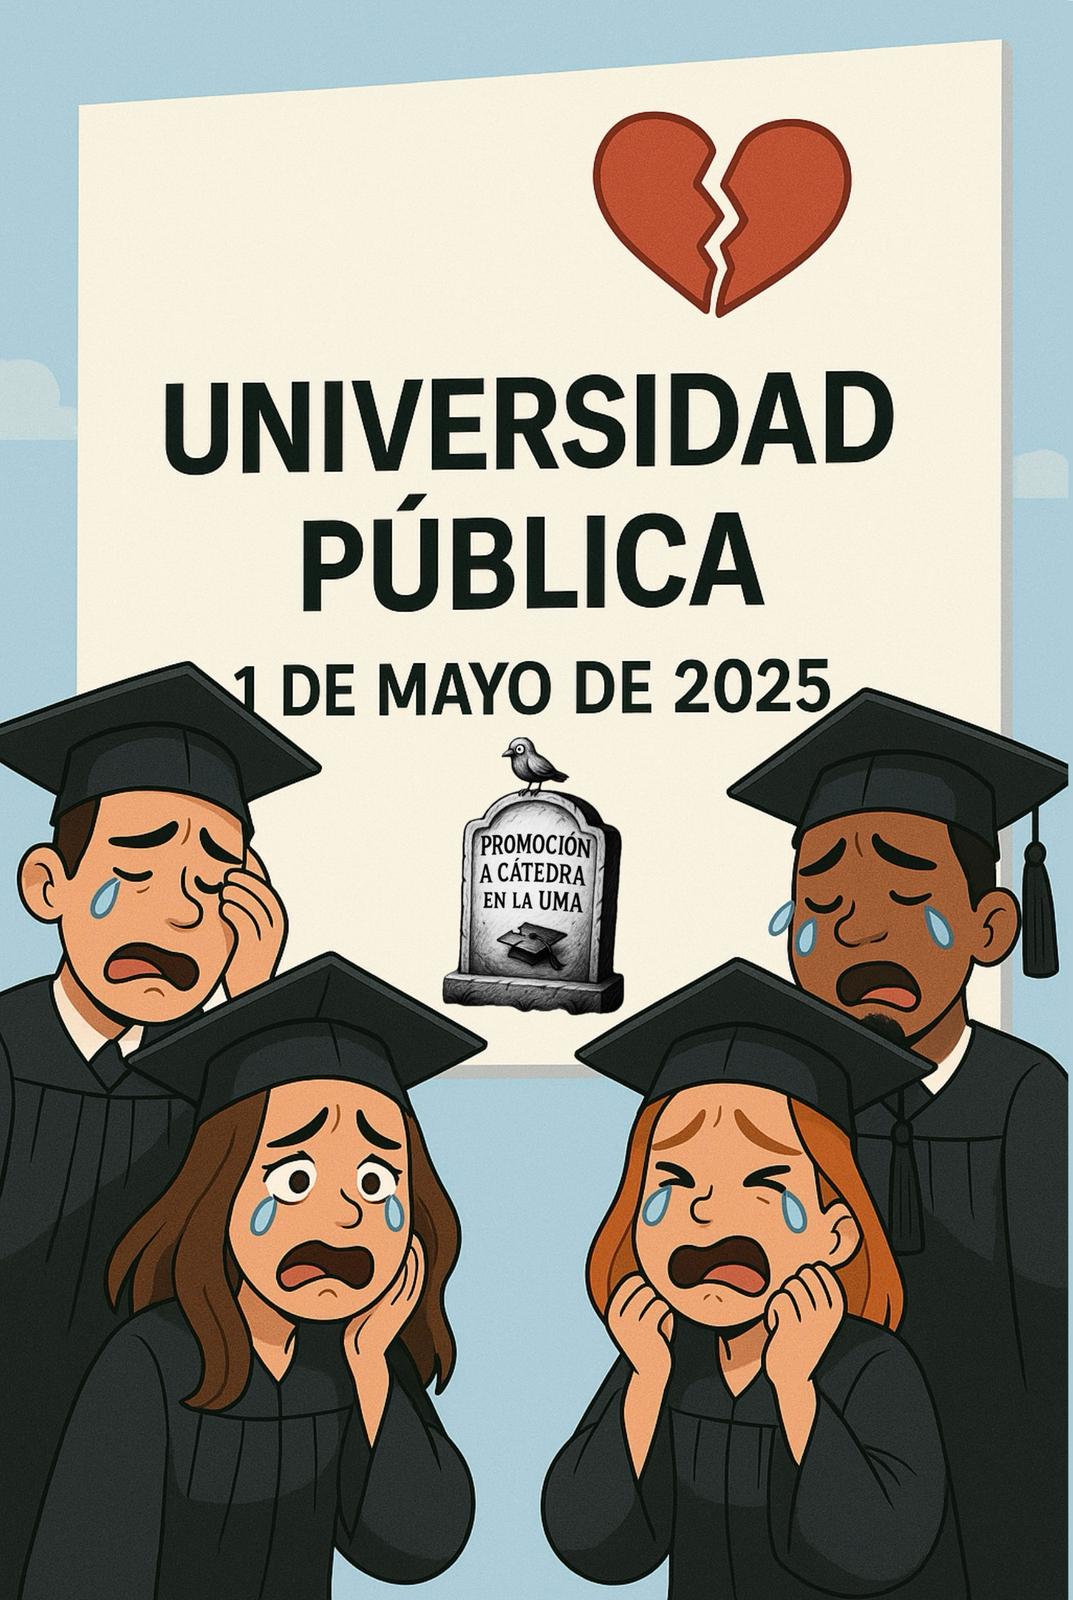 UNIVERSIDAD
PÚBLICA
1 DE MAYO DE 2025
PROMOCIÓN
A CÁTEDRA
EN LA UMA